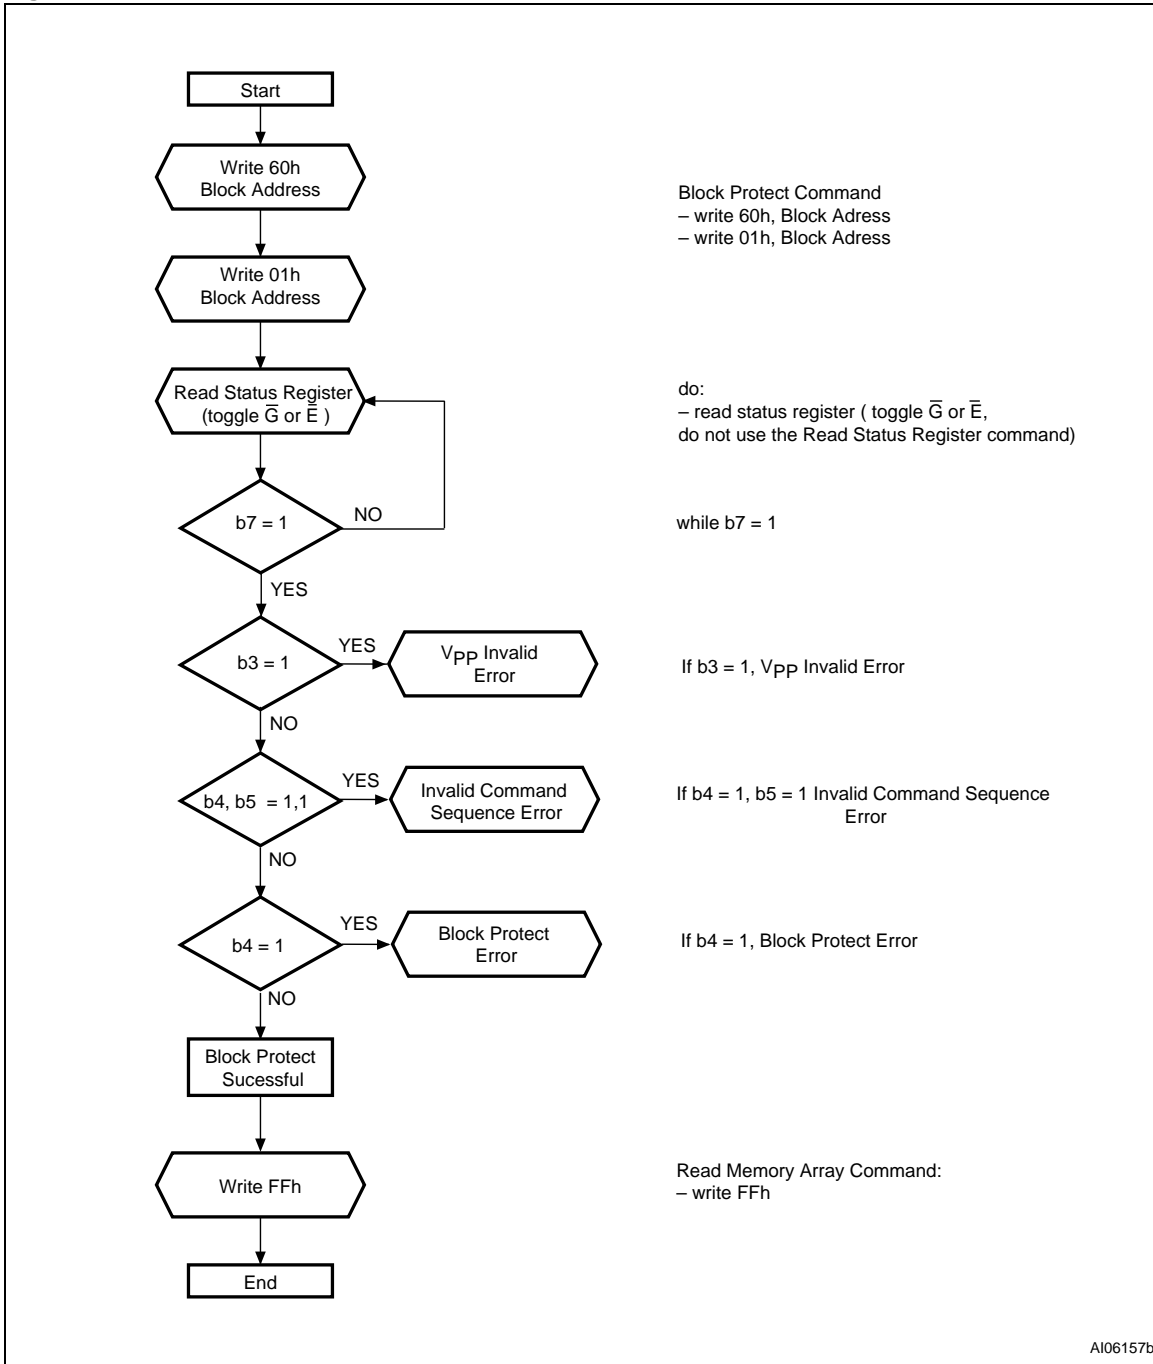 Start
Write 60h
Block Address
Block Protect Command
– write 60h, Block Adress
– write 01h, Block Adress
Write 01h
Block Address
Read Status Register
(toggle G̅ or E̅ )
do:
– read status register ( toggle G̅ or E̅,
do not use the Read Status Register command)
b7 = 1
NO
while b7 = 1
YES
b3 = 1
YES
VPP Invalid
Error
If b3 = 1, VPP Invalid Error
NO
b4, b5 = 1,1
YES
Invalid Command
Sequence Error
If b4 = 1, b5 = 1 Invalid Command Sequence
Error
NO
b4 = 1
YES
Block Protect
Error
If b4 = 1, Block Protect Error
NO
Block Protect
Sucessful
Write FFh
Read Memory Array Command:
– write FFh
End
AI06157b